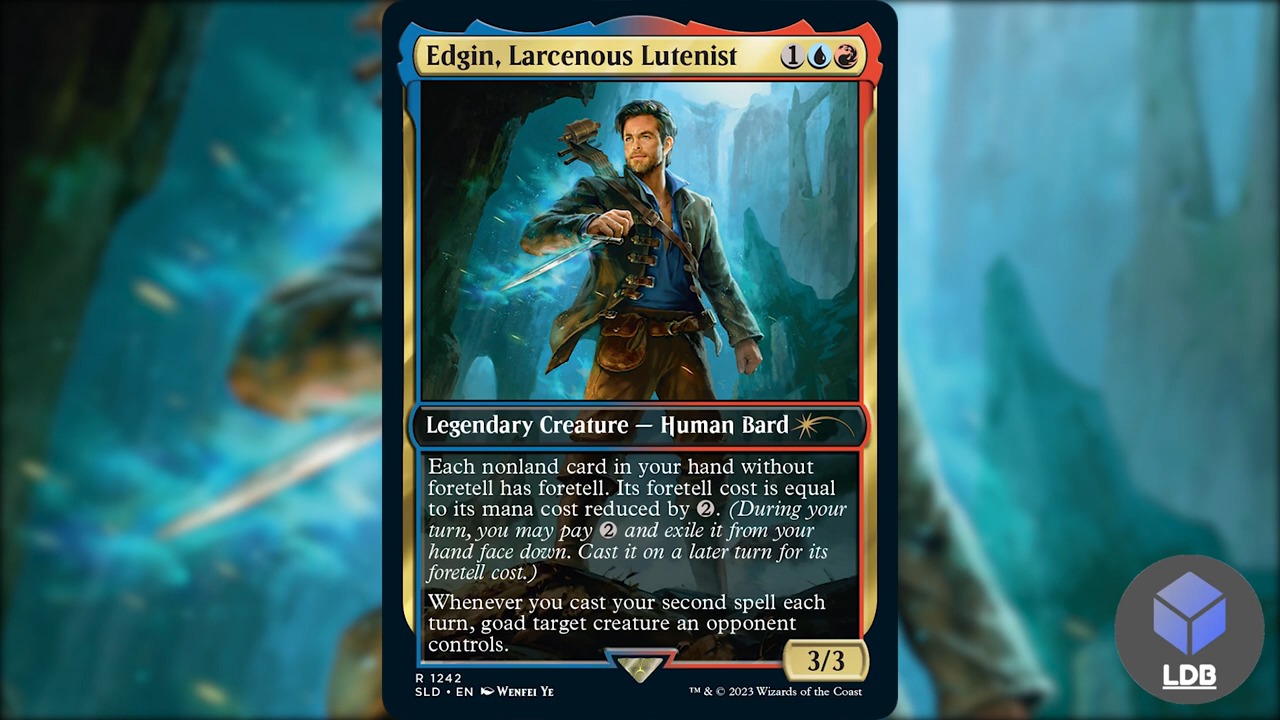 Edgin, Larcenous Lutenist 1
Legendary Creature — Human Bard
Each nonland card in your hand without
foretell has foretell. Its foretell cost is equal
to its mana cost reduced by 2. (During your
turn, you may pay 2 and exile it from your
hand face down. Cast it on a later turn for its
foretell cost.)
Whenever you cast your second spell each
turn, goad target creature an opponent
controls.
3/3
R 1242
SLD • EN Wenfei Ye
™ & © 2023 Wizards of the Coast
LDB